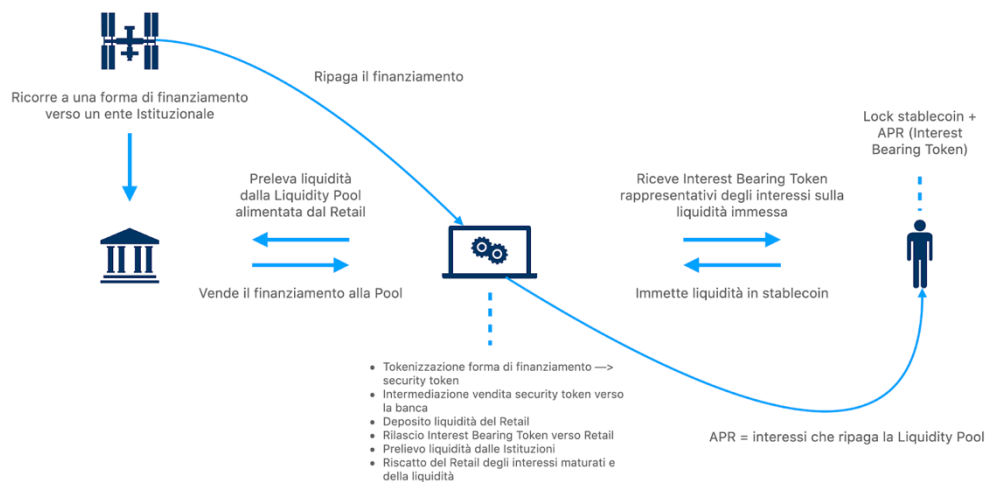 Ripaga il finanziamento
Ricorre a una forma di finanziamento
verso un ente Istituzionale
Lock stablecoin +
APR (Interest
Bearing Token)
Preleva liquidità
dalla Liquidity Pool
alimentata dal Retail
Riceve Interest Bearing Token
rappresentativi degli interessi sulla
liquidità immessa
Vende il finanziamento alla Pool
Immette liquidità in stablecoin
• Tokenizzazione forma di finanziamento —>
security token
• Intermediazione vendita security token verso
la banca
• Deposito liquidità del Retail
• Rilascio Interest Bearing Token verso Retail
• Prelievo liquidità dalle Istituzioni
• Riscatto del Retail degli interessi maturati e
della liquidità
APR = interessi che ripaga la Liquidity Pool